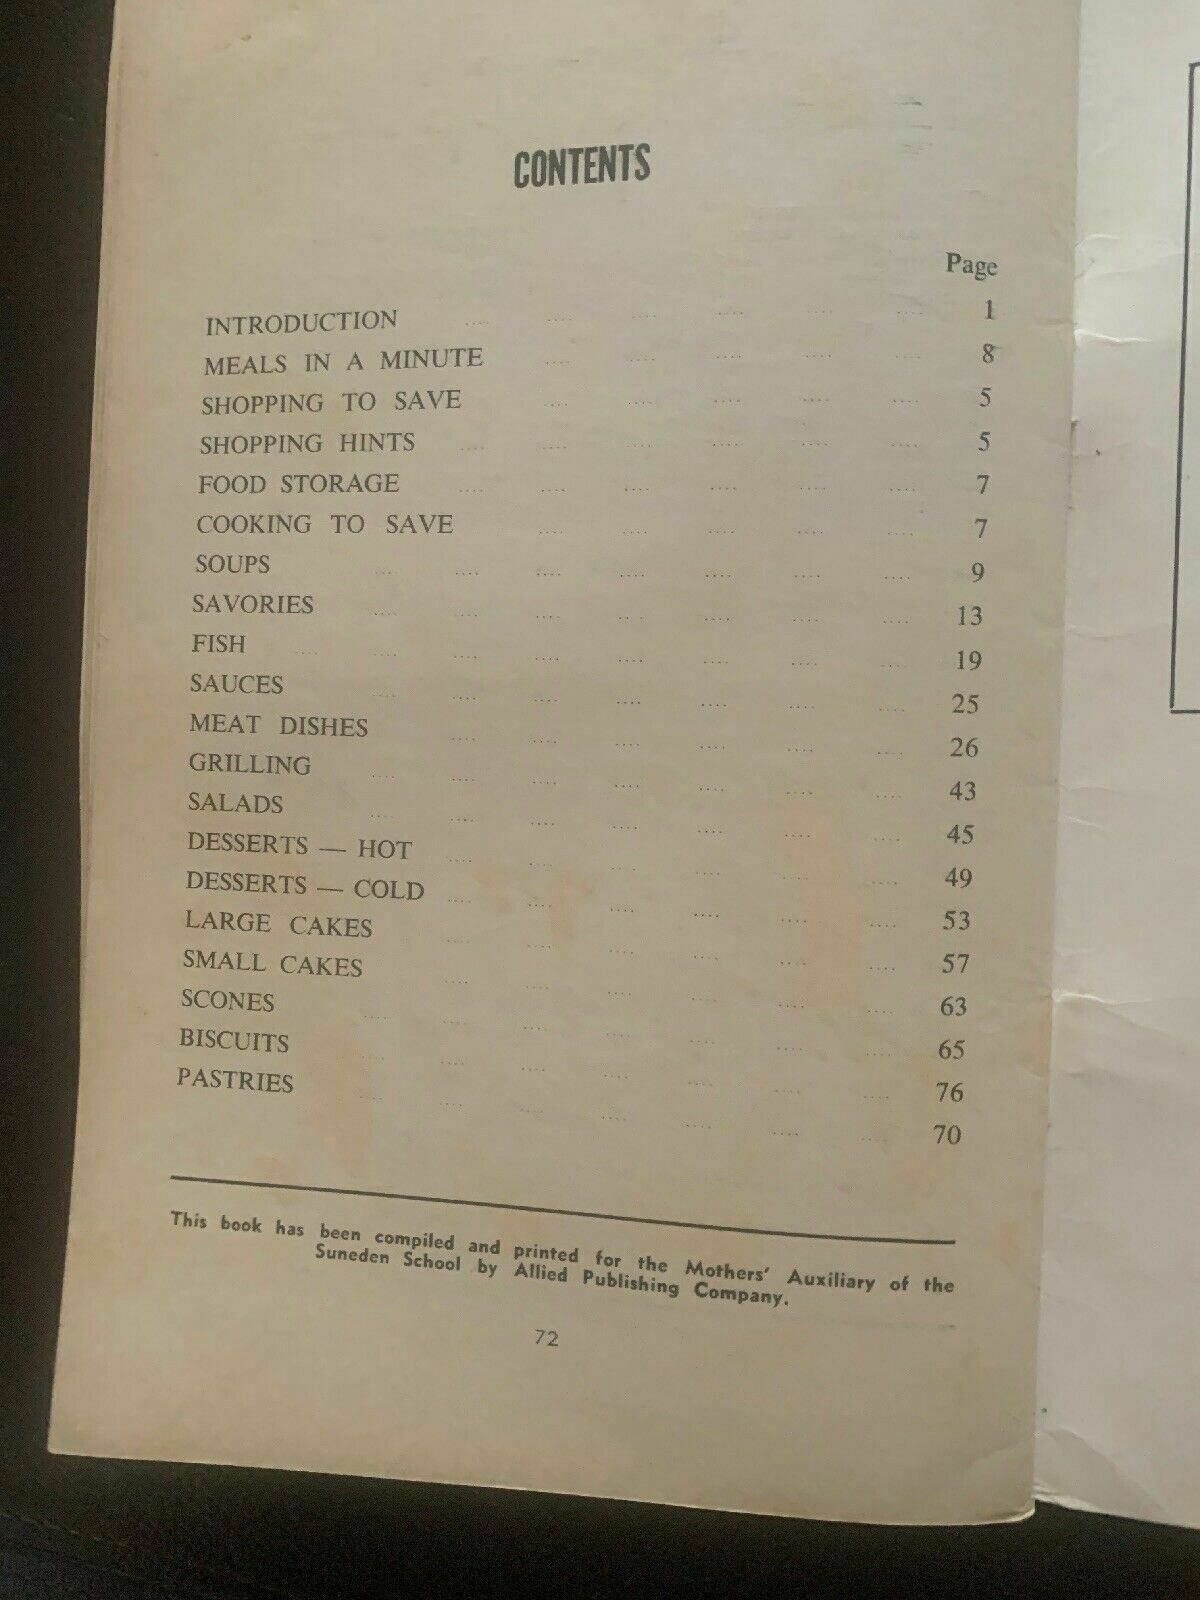 CONTENTS
Page
INTRODUCTION .... .... .... .... .... .... 1
MEALS IN A MINUTE .... .... .... .... .... 8
SHOPPING TO SAVE .... .... .... .... .... 5
SHOPPING HINTS .... .... .... .... .... .... 5
FOOD STORAGE .... .... .... .... .... .... 7
COOKING TO SAVE .... .... .... .... .... 7
SOUPS .... .... .... .... .... .... .... 9
SAVORIES .... .... .... .... .... .... .... 13
FISH .... .... .... .... .... .... .... .... 19
SAUCES .... .... .... .... .... .... .... 25
MEAT DISHES .... .... .... .... .... .... 26
GRILLING .... .... .... .... .... .... .... 43
SALADS .... .... .... .... .... .... .... 45
DESSERTS — HOT .... .... .... .... .... .... 49
DESSERTS — COLD .... .... .... .... .... .... 53
LARGE CAKES .... .... .... .... .... .... 57
SMALL CAKES .... .... .... .... .... .... 63
SCONES .... .... .... .... .... .... .... 65
BISCUITS .... .... .... .... .... .... .... 76
PASTRIES .... .... .... .... .... .... .... 70
This book has been compiled and printed for the Mothers' Auxiliary of the
Suneden School by Allied Publishing Company.
72